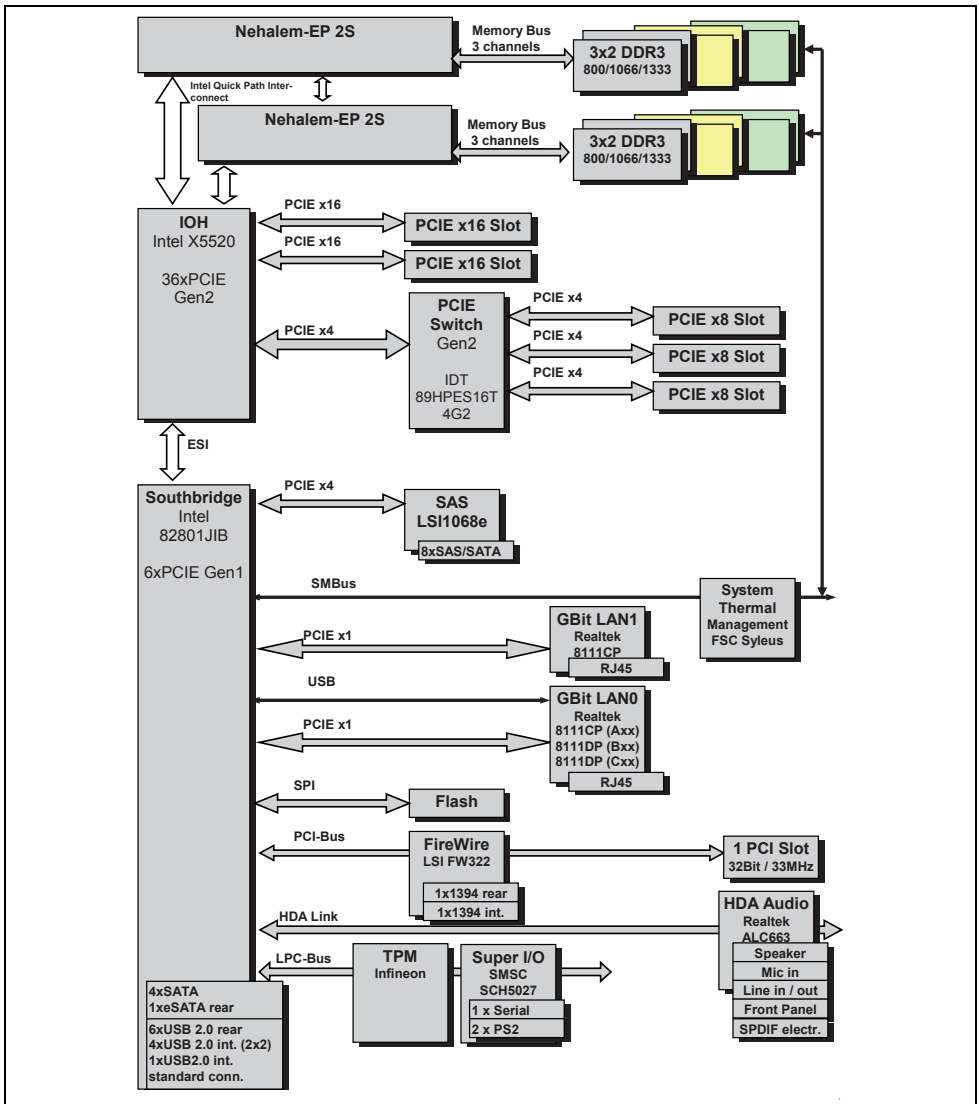 Nehalem-EP 2S
Memory Bus
3 channels
3x2 DDR3
800/1066/1333
Intel Quick Path Inter-
connect
Nehalem-EP 2S
Memory Bus
3 channels
3x2 DDR3
800/1066/1333
IOH
Intel X5520
36xPCIE
Gen2
PCIE x16
PCIE x16 Slot
PCIE x16
PCIE x16 Slot
PCIE x4
PCIE
Switch
Gen2
IDT
89HPES16T
4G2
PCIE x4
PCIE x8 Slot
PCIE x4
PCIE x8 Slot
PCIE x4
PCIE x8 Slot
ESI
Southbridge
Intel
82801JIB
6xPCIE Gen1
PCIE x4
SAS
LSI1068e
8xSAS/SATA
SMBus
System
Thermal
Management
FSC Syleus
PCIE x1
GBit LAN1
Realtek
8111CP
RJ45
USB
PCIE x1
GBit LAN0
Realtek
8111CP (Axx)
8111DP (Bxx)
8111DP (Cxx)
RJ45
SPI
Flash
PCI-Bus
FireWire
LSI FW322
1x1394 rear
1x1394 int.
1 PCI Slot
32Bit / 33MHz
HDA Link
HDA Audio
Realtek
ALC663
Speaker
Mic in
Line in / out
Front Panel
SPDIF electr.
LPC-Bus
TPM
Infineon
Super I/O
SMSC
SCH5027
1 x Serial
2 x PS2
4xSATA
1xeSATA rear
6xUSB 2.0 rear
4xUSB 2.0 int. (2x2)
1xUSB2.0 int.
standard conn.